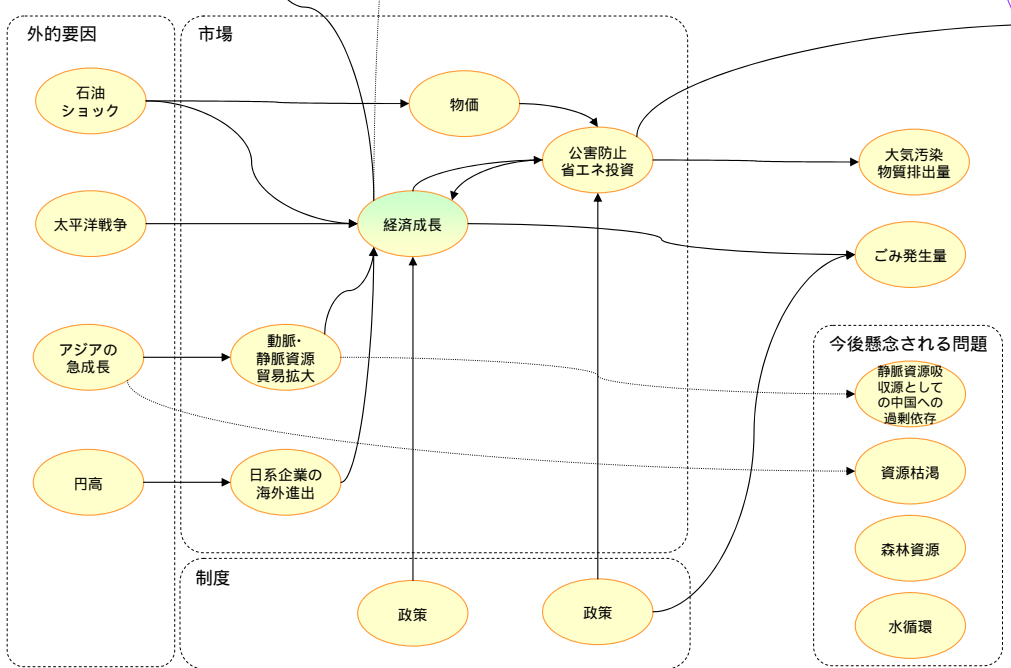 外的要因
市場
石油
ショック
物価
公害防止
省エネ投資
大気汚染
物質排出量
太平洋戦争
経済成長
ごみ発生量
アジアの
急成長
動脈・
静脈資源
貿易拡大
今後懸念される問題
静脈資源吸
収源として
の中国への
過剰依存
円高
日系企業の
海外進出
資源枯渇
森林資源
制度
政策
政策
水循環